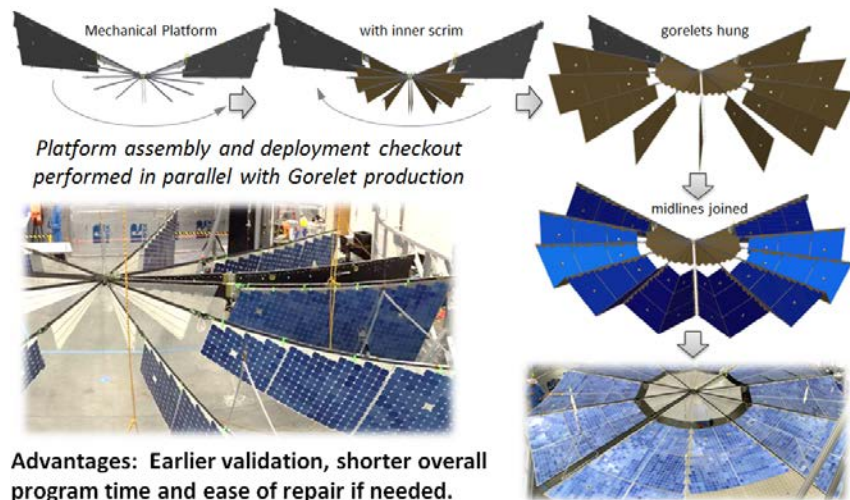 Mechanical Platform
with inner scrim
gorelets hung
Platform assembly and deployment checkout
performed in parallel with Gorelet production
midlines joined
Advantages:  Earlier validation, shorter overall
program time and ease of repair if needed.